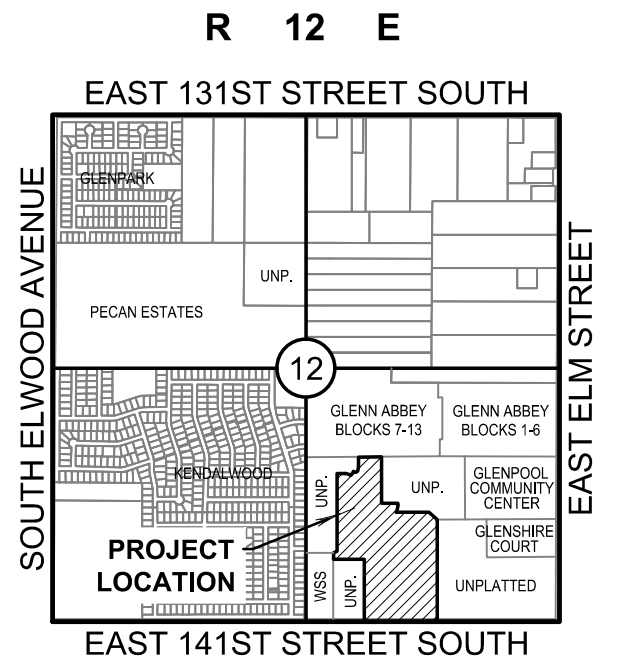 R 12 E
EAST 131ST STREET SOUTH
SOUTH ELWOOD AVENUE
EAST ELM STREET
GLENPARK
UNP.
PECAN ESTATES
12
GLENN ABBEY
BLOCKS 7-13
GLENN ABBEY
BLOCKS 1-6
KENDALWOOD
UNP.
UNP.
GLENPOOL
COMMUNITY
CENTER
GLENSHIRE
COURT
PROJECT
LOCATION
WSS
UNP.
UNPLATTED
EAST 141ST STREET SOUTH